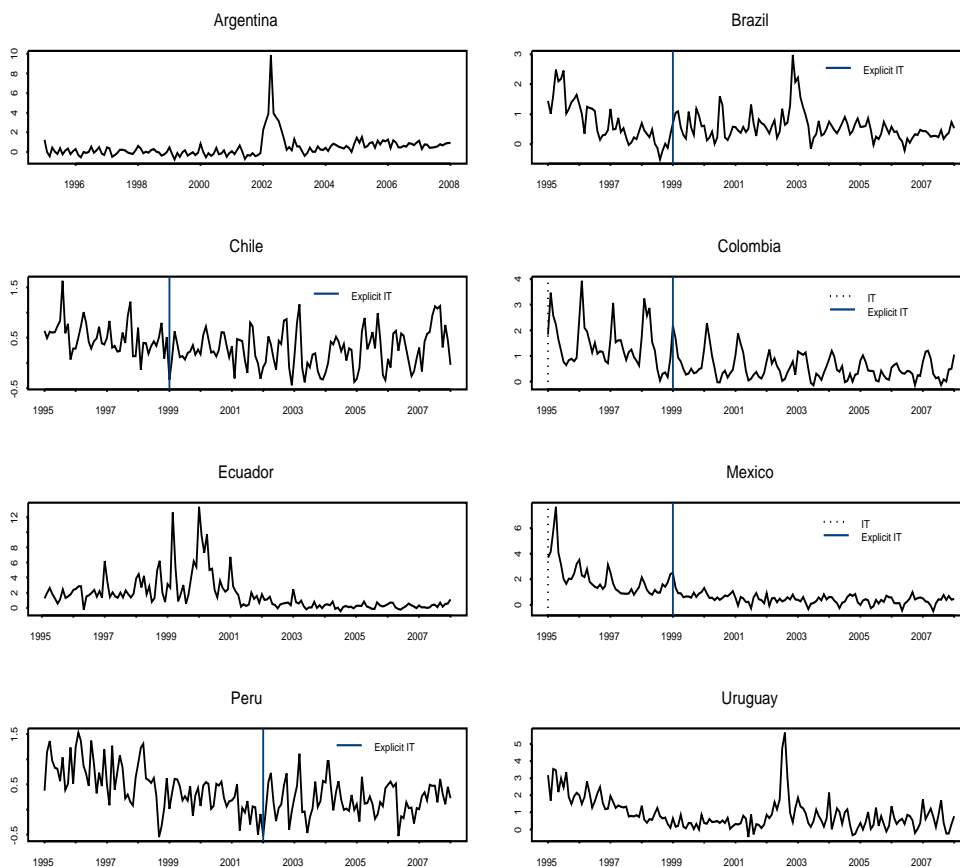 Argentina
Brazil
0 2 4 6 8 10
1996 1998 2000 2002 2004 2006 2008
0 1 2 3
Explicit IT
1995 1997 1999 2001 2003 2005 2007
Chile
Colombia
-0.5 0.5 1.5
Explicit IT
1995 1997 1999 2001 2003 2005 2007
0 1 2 3 4
IT
Explicit IT
1995 1997 1999 2001 2003 2005 2007
Ecuador
Mexico
0 2 4 6 8 12
1995 1997 1999 2001 2003 2005 2007
0 2 4 6
IT
Explicit IT
1995 1997 1999 2001 2003 2005 2007
Peru
Uruguay
-0.5 0.5 1.5
Explicit IT
1995 1997 1999 2001 2003 2005 2007
0 1 2 3 4 5
1995 1997 1999 2001 2003 2005 2007